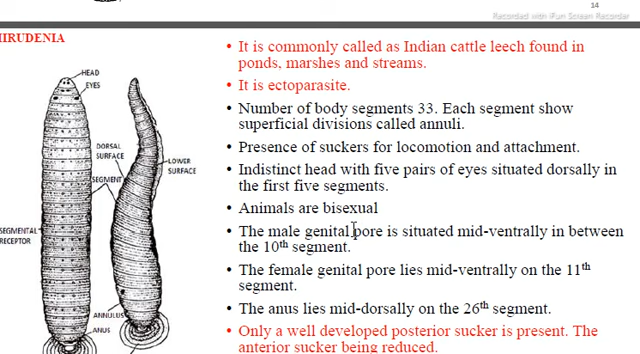 14
Recorded with iFun Screen Recorder
HIRUDENIA
HEAD
EYES
DORSAL
SURFACE
LOWER
SURFACE
SEGMENT
SEGMENTAL
RECEPTOR
ANNULUS
ANUS
• It is commonly called as Indian cattle leech found in
ponds, marshes and streams.
• It is ectoparasite.
• Number of body segments 33. Each segment show
superficial divisions called annuli.
• Presence of suckers for locomotion and attachment.
• Indistinct head with five pairs of eyes situated dorsally in
the first five segments.
• Animals are bisexual
• The male genital pore is situated mid-ventrally in between
the 10th segment.
• The female genital pore lies mid-ventrally on the 11th
segment.
• The anus lies mid-dorsally on the 26th segment.
• Only a well developed posterior sucker is present. The
anterior sucker being reduced.